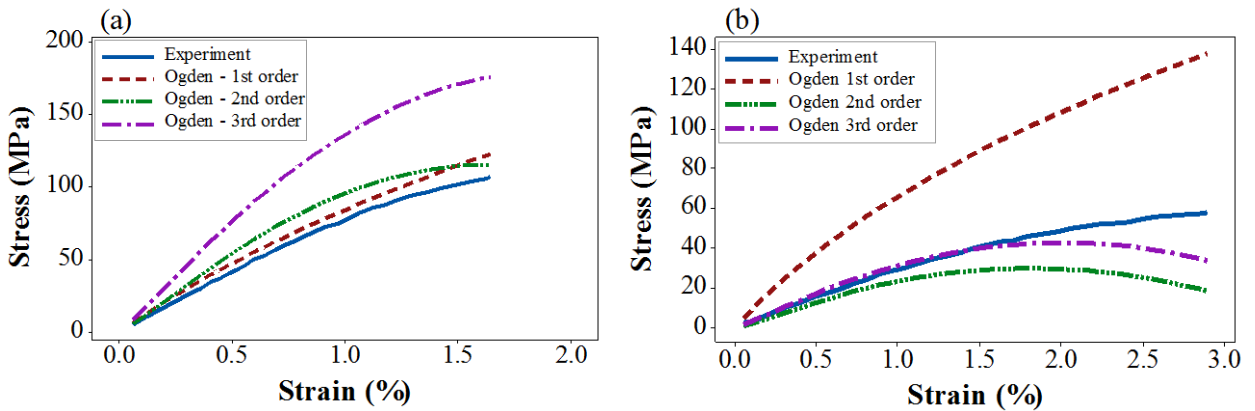 (a)
200
150
100
50
0
Stress (MPa)
Experiment
Ogden - 1st order
Ogden - 2nd order
Ogden - 3rd order
0.0 0.5 1.0 1.5 2.0
Strain (%)
(b)
140
120
100
80
60
40
20
0
Stress (MPa)
Experiment
Ogden 1st order
Ogden 2nd order
Ogden 3rd order
0.0 0.5 1.0 1.5 2.0 2.5 3.0
Strain (%)